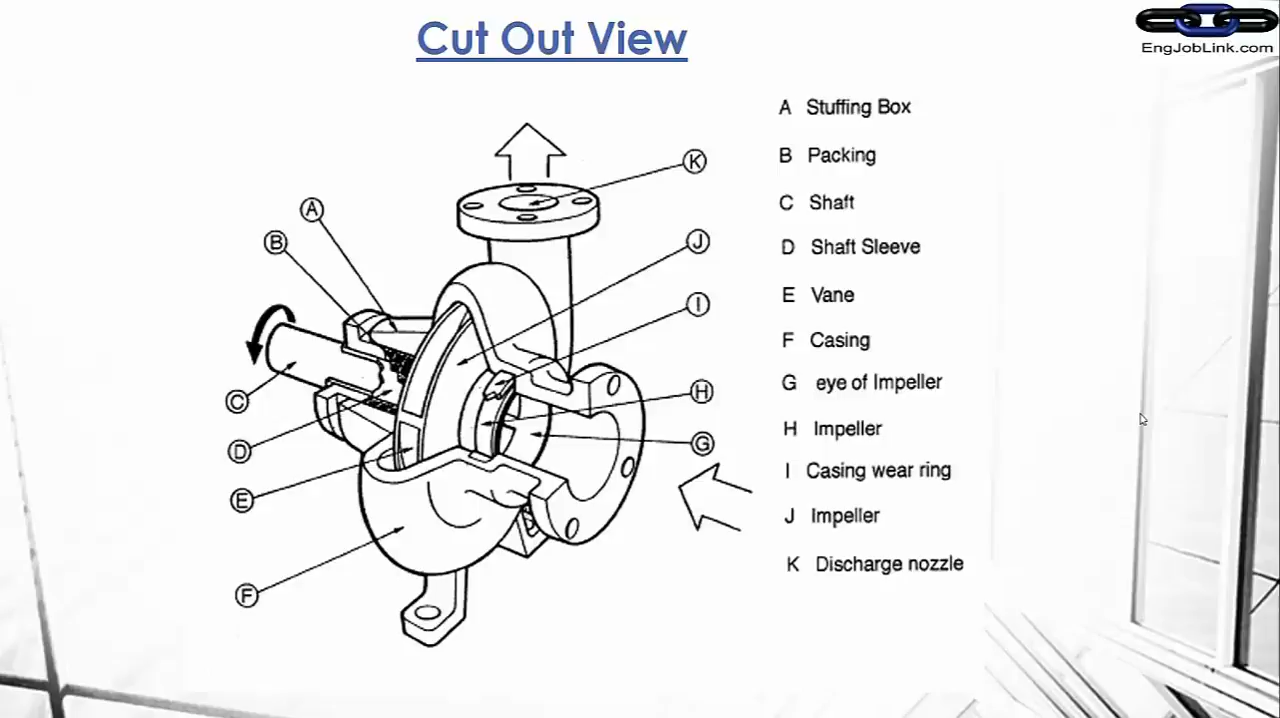 Cut Out View
EngJobLink.com
A Stuffing Box
B Packing
C Shaft
D Shaft Sleeve
E Vane
F Casing
G eye of Impeller
H Impeller
I Casing wear ring
J Impeller
K Discharge nozzle
K
A
J
B
I
H
C
G
D
E
F